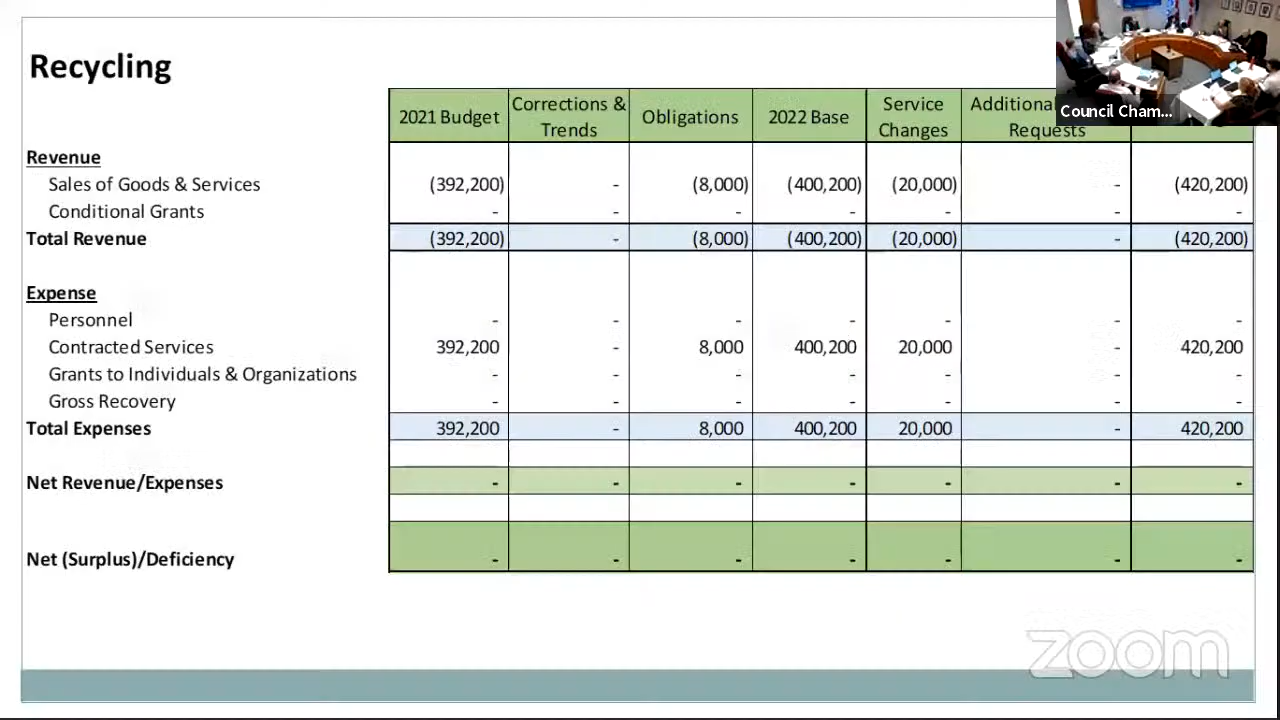 Recycling
2021 Budget Corrections & Trends Obligations 2022 Base Service Changes Additional Requests
Council Cham...
Revenue
Sales of Goods & Services (392,200) - (8,000) (400,200) (20,000) - (420,200)
Conditional Grants - - - - - - -
Total Revenue (392,200) - (8,000) (400,200) (20,000) - (420,200)
Expense
Personnel - - - - - - -
Contracted Services 392,200 - 8,000 400,200 20,000 - 420,200
Grants to Individuals & Organizations - - - - - - -
Gross Recovery - - - - - - -
Total Expenses 392,200 - 8,000 400,200 20,000 - 420,200
Net Revenue/Expenses - - - - - - -
Net (Surplus)/Deficiency - - - - - - -
zoom